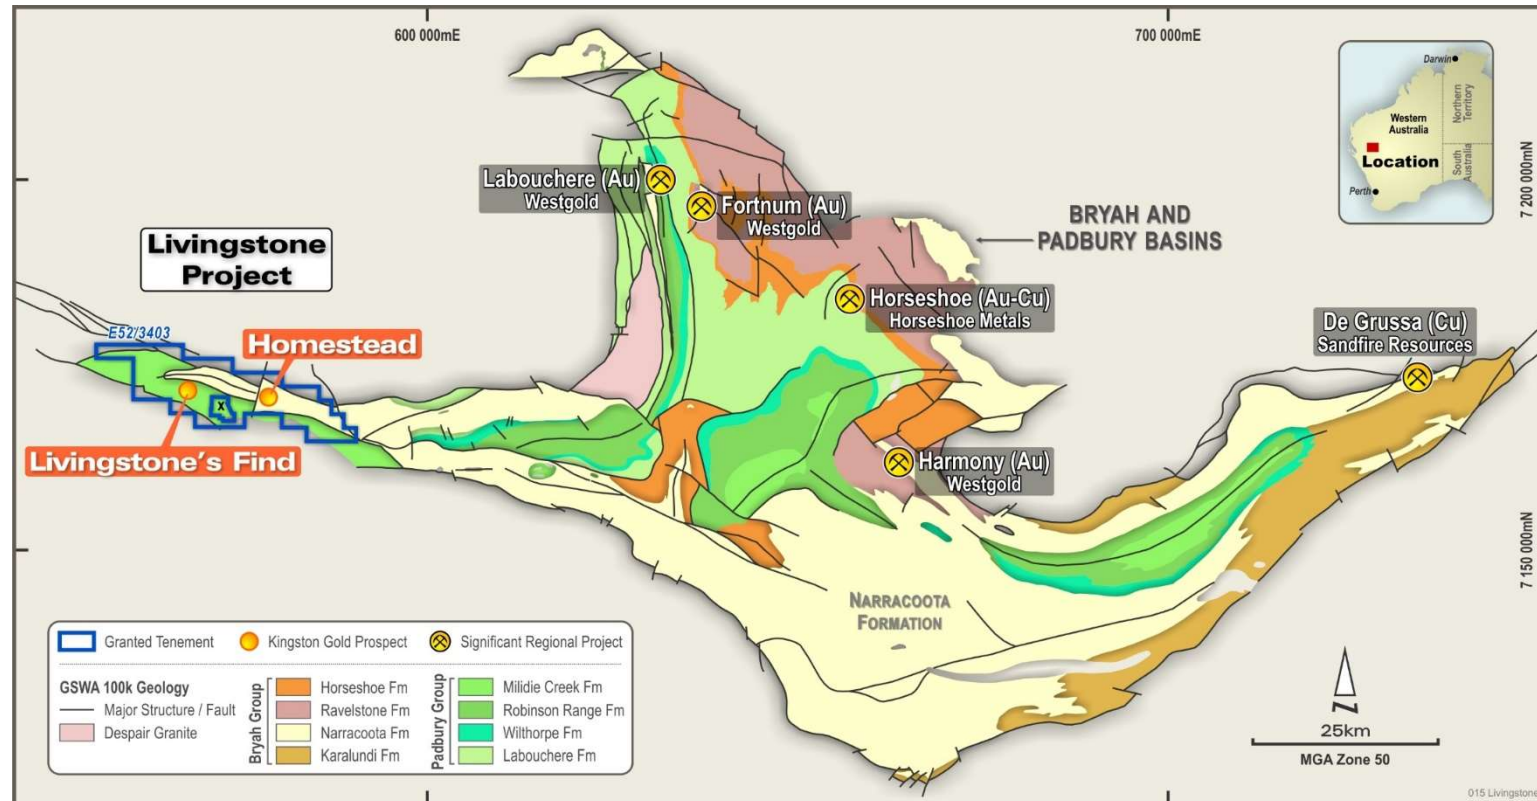 600 000mE
700 000mE
Darwin
Western
Australia
Northern
Territory
South
Australia
Location
Perth
7 200 000mN
Labouchere (Au)
Westgold
Fortnum (Au)
Westgold
BRYAH AND
PADBURY BASINS
Livingstone
Project
Horseshoe (Au-Cu)
Horseshoe Metals
De Grussa (Cu)
Sandfire Resources
E52/3403
Homestead
X
Livingstone's Find
Harmony (Au)
Westgold
7 150 000mN
NARRACOOTA
FORMATION
Granted Tenement
Kingston Gold Prospect
Significant Regional Project
GSWA 100k Geology
Major Structure / Fault
Despair Granite
Bryah Group
Horseshoe Fm
Ravelstone Fm
Narracoota Fm
Karalundi Fm
Padbury Group
Milidie Creek Fm
Robinson Range Fm
Wilthorpe Fm
Labouchere Fm
N
25km
MGA Zone 50
015 Livingstone